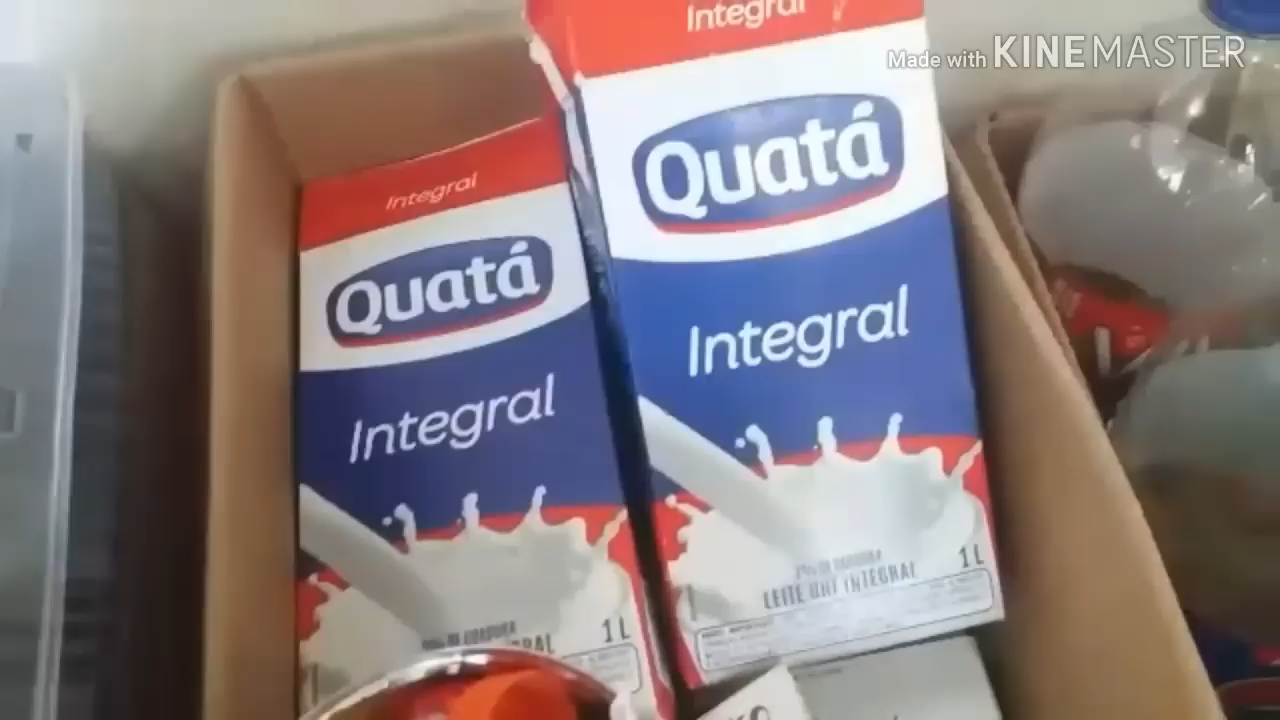 Made with KINEMASTER
Integral
Quatá
Integral
LEITE UHT INTEGRAL
1 L
Integral
Quatá
Integral
1 L